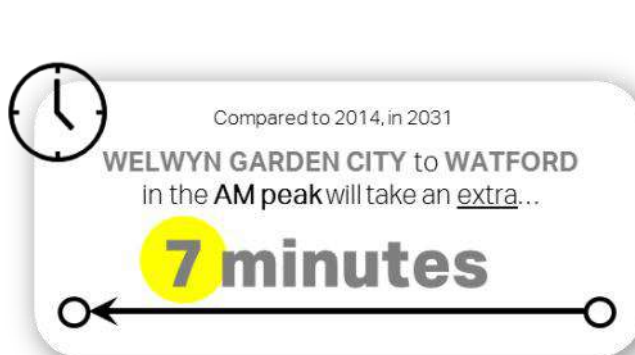 Compared to 2014, in 2031
WELWYN GARDEN CITY to WATFORD
in the AM peak will take an extra...
7 minutes